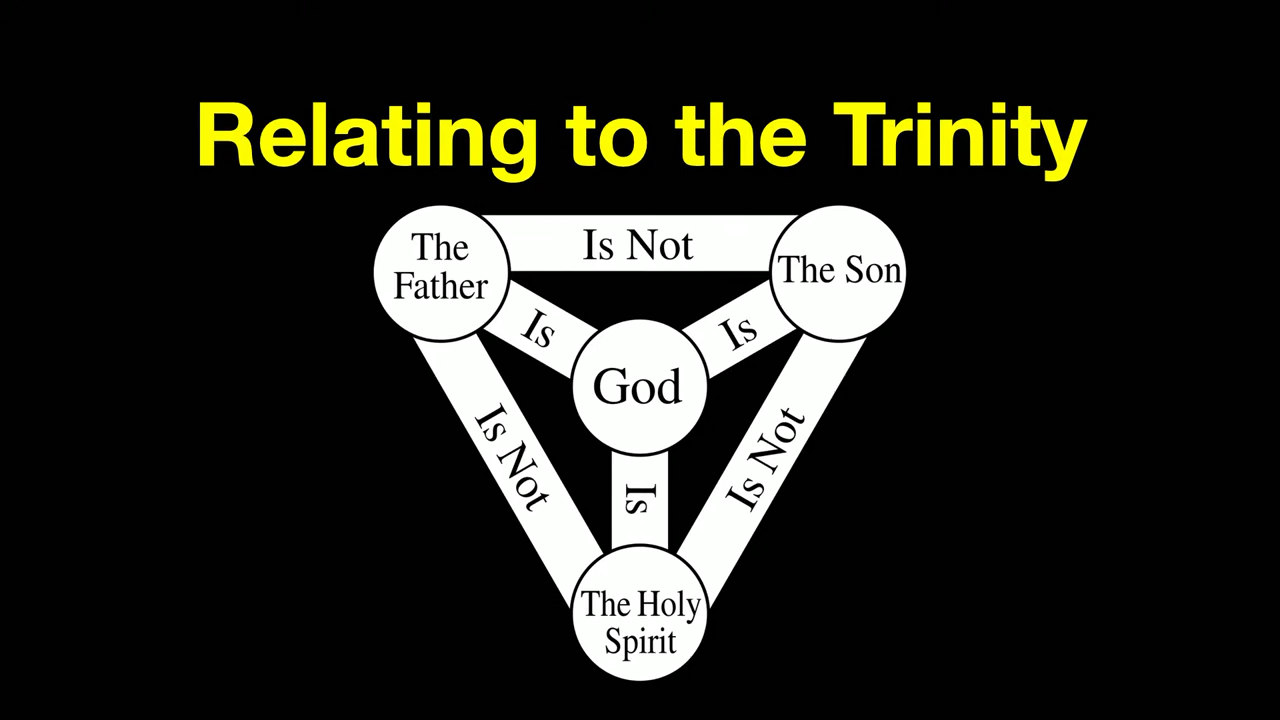 Relating to the Trinity
The
Father
Is Not
The Son
Is
Is
God
Is Not
Is
Is Not
The Holy
Spirit